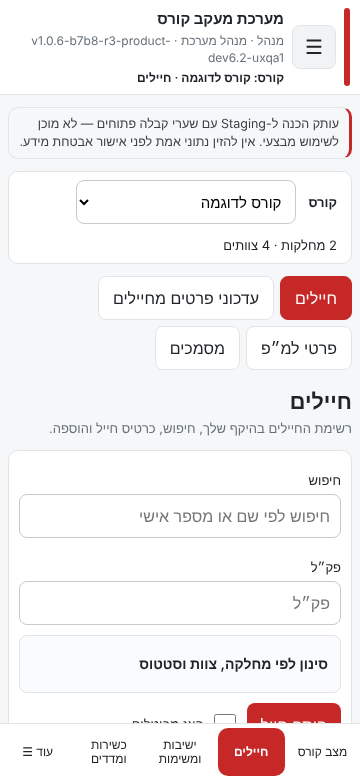 מערכת מעקב קורס
מנהל · מנהל מערכת · v1.0.6-b7b8-r3-product-dev6.2-uxqa1
קורס: קורס לדוגמה · חיילים
☰
עותק הכנה ל-Staging עם שערי קבלה פתוחים — לא מוכן
לשימוש מבצעי. אין להזין נתוני אמת לפני אישור אבטחת מידע.
קורס
קורס לדוגמה
2 מחלקות · 4 צוותים
חיילים
עדכוני פרטים מחיילים
פרטי למ״פ
מסמכים
חיילים
רשימת החיילים בהיקף שלך, חיפוש, כרטיס חייל והוספה.
חיפוש
חיפוש לפי שם או מספר אישי
פק״ל
פק״ל
סינון לפי מחלקה, צוות וסטטוס
מצב קורס
חיילים
ישיבות
ומשימות
כשירות
ומדדים
עוד ☰